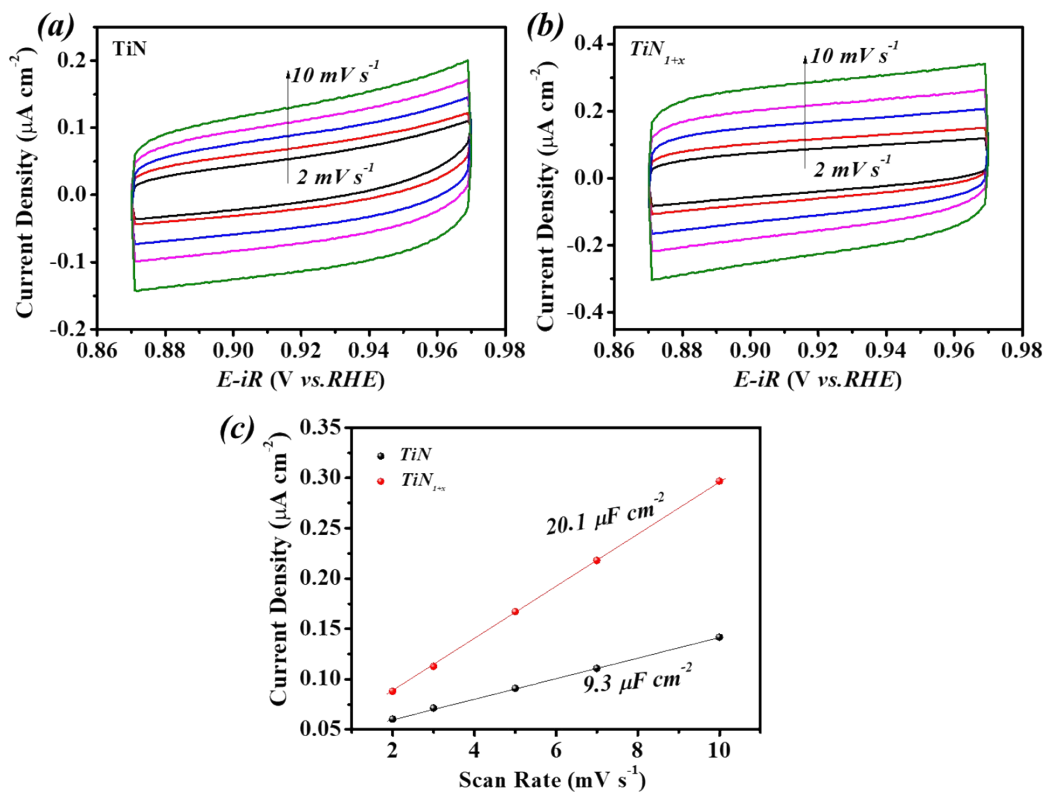 (a)
TiN
10 mV s⁻¹
2 mV s⁻¹
Current Density (μA cm⁻²)
0.2
0.1
0.0
-0.1
-0.2
0.86 0.88 0.90 0.92 0.94 0.96 0.98
E-iR (V vs.RHE)
(b)
TiN₁₊ₓ
10 mV s⁻¹
2 mV s⁻¹
Current Density (μA cm⁻²)
0.4
0.2
0.0
-0.2
-0.4
0.86 0.88 0.90 0.92 0.94 0.96 0.98
E-iR (V vs.RHE)
(c)
TiN
TiN₁₊ₓ
20.1 μF cm⁻²
9.3 μF cm⁻²
Current Density (μA cm⁻²)
0.35
0.30
0.25
0.20
0.15
0.10
0.05
2 4 6 8 10
Scan Rate (mV s⁻¹)